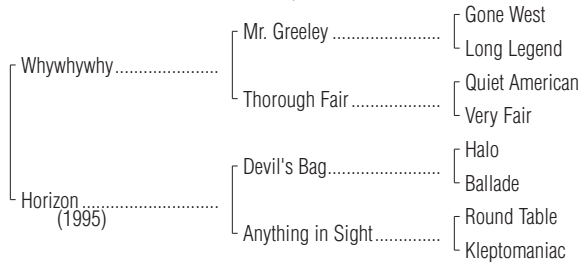 Gone West
Mr. Greeley ....................
Long Legend
Whywhywhy....................
Quiet American
Thorough Fair ..................
Very Fair
Halo
Devil's Bag.....................
Ballade
Horizon ..........................
(1995)
Round Table
Anything in Sight.............
Kleptomaniac